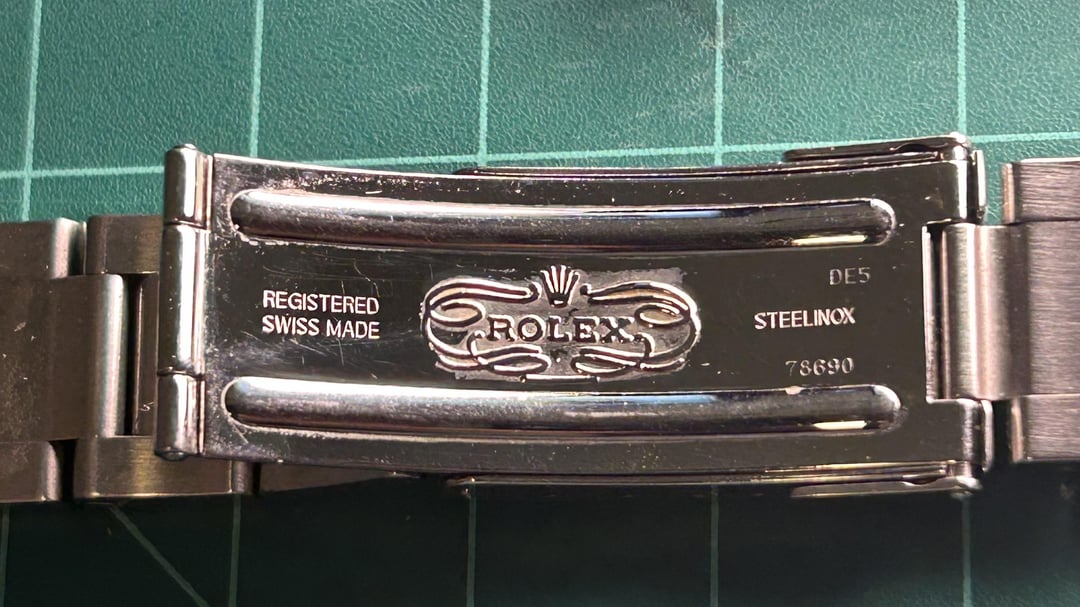 REGISTERED
SWISS MADE
ROLEX
DE5
STEELINOX
78690